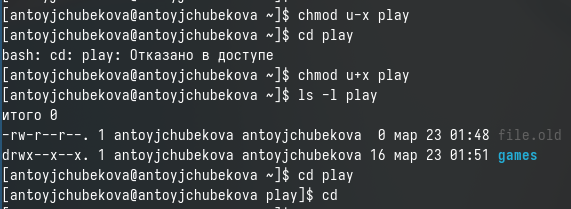 [antoyjchubekova@antoyjchubekova ~]$ chmod u-x play
[antoyjchubekova@antoyjchubekova ~]$ cd play
bash: cd: play: Отказано в доступе
[antoyjchubekova@antoyjchubekova ~]$ chmod u+x play
[antoyjchubekova@antoyjchubekova ~]$ ls -l play
итого 0
-rw-r--r--. 1 antoyjchubekova antoyjchubekova  0 мар 23 01:48 file.old
drwx--x--x. 1 antoyjchubekova antoyjchubekova 16 мар 23 01:51 games
[antoyjchubekova@antoyjchubekova ~]$ cd play
[antoyjchubekova@antoyjchubekova play]$ cd